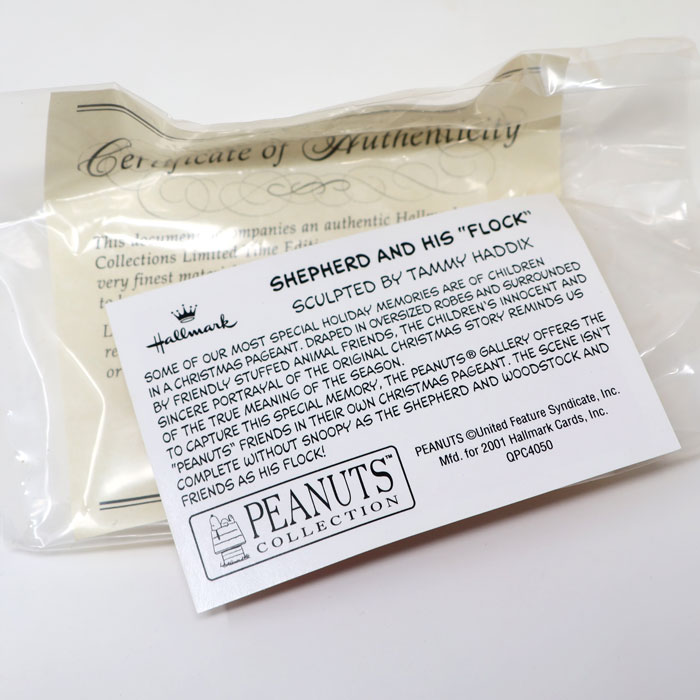 Certificate of Authenticity
This document accompanies an authentic
Collections Limited Time
very finest
Hallmark
SHEPHERD AND HIS "FLOCK"
SCULPTED BY TAMMY HADDIX
SOME OF OUR MOST SPECIAL HOLIDAY MEMORIES ARE OF CHILDREN
IN A CHRISTMAS PAGEANT. DRAPED IN OVERSIZED ROBES AND SURROUNDED
BY FRIENDLY STUFFED ANIMAL FRIENDS, THE CHILDREN'S INNOCENT AND
SINCERE PORTRAYAL OF THE ORIGINAL CHRISTMAS STORY REMINDS US
OF THE TRUE MEANING OF THE SEASON.
TO CAPTURE THIS SPECIAL MEMORY, THE PEANUTS® GALLERY OFFERS THE
"PEANUTS" FRIENDS IN THEIR OWN CHRISTMAS PAGEANT. THE SCENE ISN'T
COMPLETE WITHOUT SNOOPY AS THE SHEPHERD AND WOODSTOCK AND
FRIENDS AS HIS FLOCK!
PEANUTS™
COLLECTION
PEANUTS ©United Feature Syndicate, Inc.
Mfd. for 2001 Hallmark Cards, Inc.
QPC4050